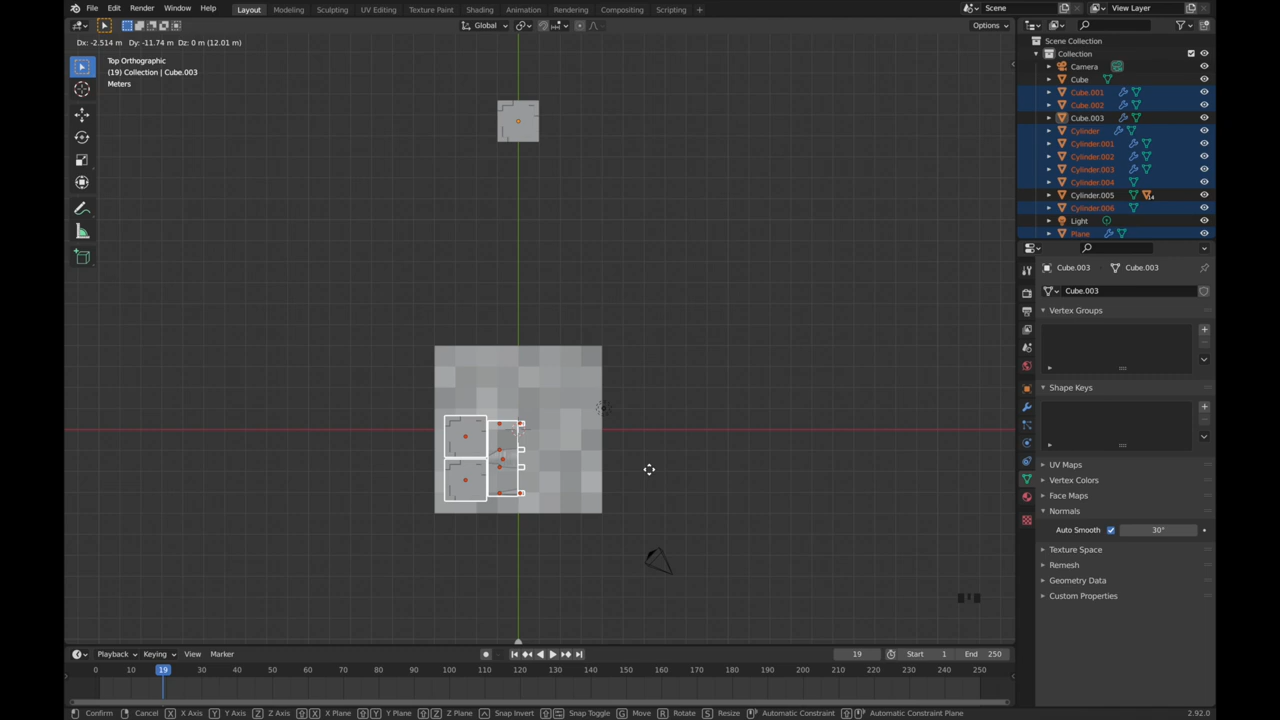 File Edit Render Window Help
Layout Modeling Sculpting UV Editing Texture Paint Shading Animation Rendering Compositing Scripting +
Scene
View Layer
Global
Options
Dx: -2.514 m Dy: -11.74 m Dz: 0 m (12.01 m)
Top Orthographic
(19) Collection | Cube.003
Meters
Scene Collection
Collection
Camera
Cube
Cube.001
Cube.002
Cube.003
Cylinder
Cylinder.001
Cylinder.002
Cylinder.003
Cylinder.004
Cylinder.005 14
Cylinder.006
Light
Plane
Cube.003 Cube.003
Cube.003
Vertex Groups
Shape Keys
UV Maps
Vertex Colors
Face Maps
Normals
Auto Smooth 30°
Texture Space
Remesh
Geometry Data
Custom Properties
Playback Keying View Marker
19 Start 1 End 250
0 10 19 30 40 50 60 70 80 90 100 110 120 130 140 150 160 170 180 190 200 210 220 230 240 250
Confirm Cancel X X Axis Y Y Axis Z Z Axis X X Plane Y Y Plane Z Z Plane Snap Invert Snap Toggle G Move R Rotate S Resize Automatic Constraint Automatic Constraint Plane 2.92.0